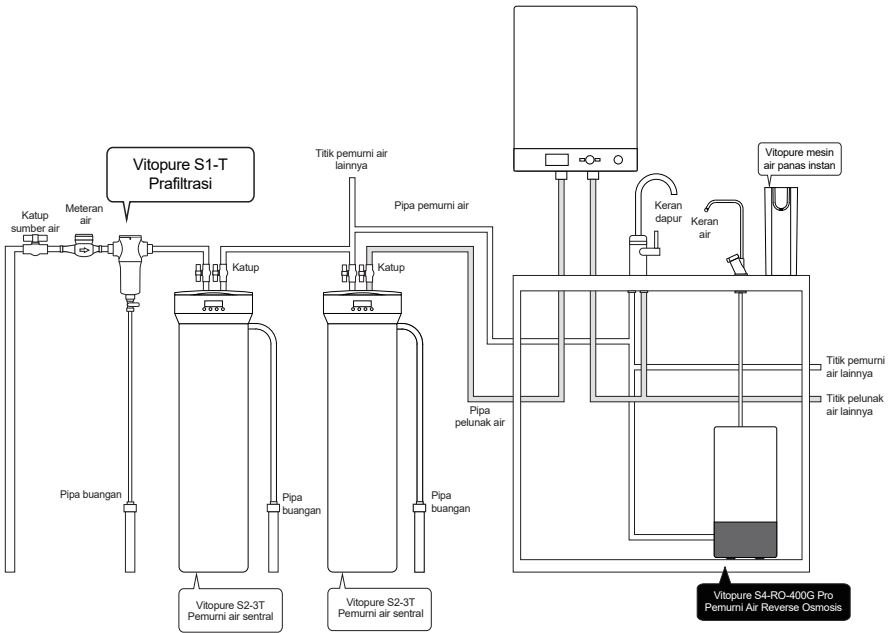 Vitopure S1-T
Prafiltrasi
Titik pemurni air
lainnya
Vitopure mesin
air panas instan
Katup
sumber air
Meteran
air
Pipa pemurni air
Keran
dapur
Keran
air
Katup
Katup
Titik pemurni
air lainnya
Titik pelunak
air lainnya
Pipa
pelunak air
Pipa buangan
Pipa
buangan
Pipa
buangan
Vitopure S2-3T
Pemurni air sentral
Vitopure S2-3T
Pemurni air sentral
Vitopure S4-RO-400G Pro
Pemurni Air Reverse Osmosis